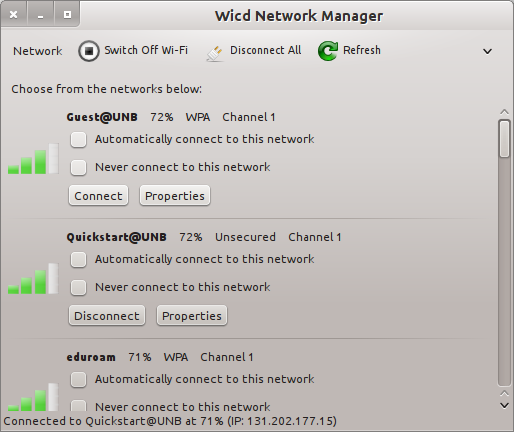 Wicd Network Manager
Network Switch Off Wi-Fi Disconnect All Refresh
Choose from the networks below:
Guest@UNB 72% WPA Channel 1
Automatically connect to this network
Never connect to this network
Connect Properties
Quickstart@UNB 72% Unsecured Channel 1
Automatically connect to this network
Never connect to this network
Disconnect Properties
eduroam 71% WPA Channel 1
Automatically connect to this network
Never connect to this network
Connected to Quickstart@UNB at 71% (IP: 131.202.177.15)